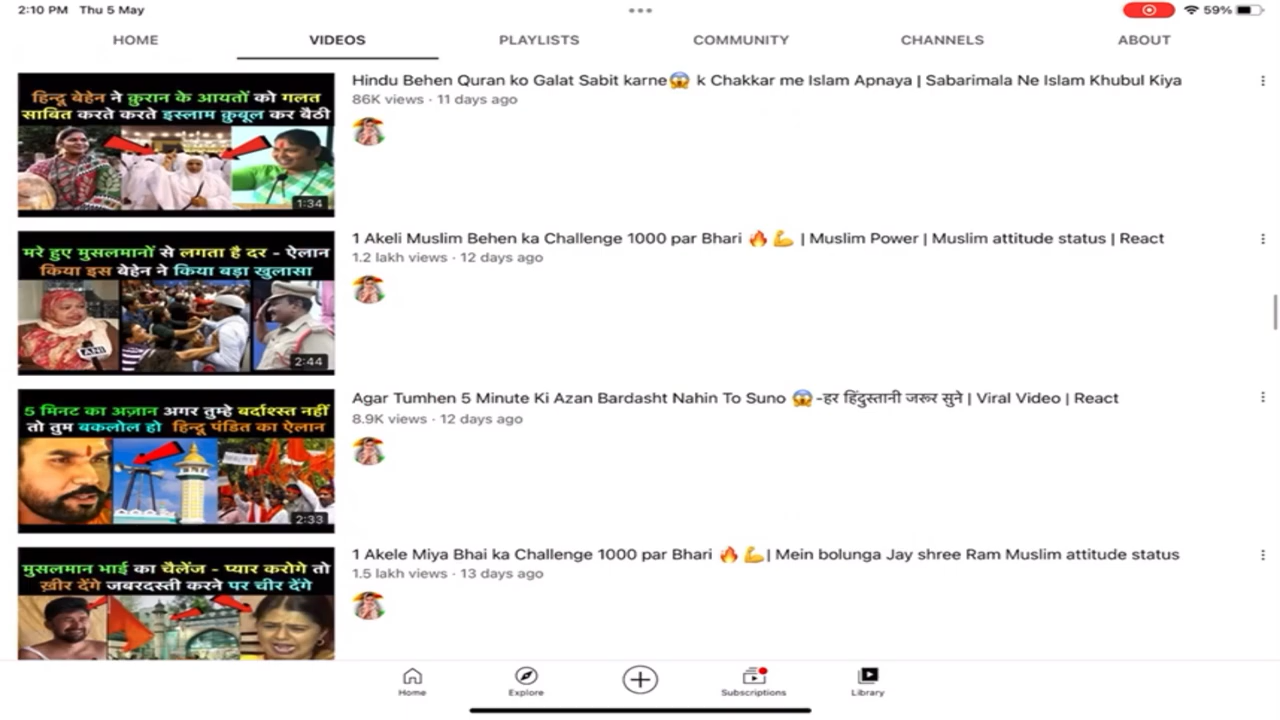 2:10 PM Thu 5 May
59%
HOME VIDEOS PLAYLISTS COMMUNITY CHANNELS ABOUT
हिन्दू बेहेन ने क़ुरान के आयतों को गलत
साबित करते करते इस्लाम क़ुबूल कर बैठी
1:34
Hindu Behen Quran ko Galat Sabit karne😱 k Chakkar me Islam Apnaya | Sabarimala Ne Islam Khubul Kiya
86K views · 11 days ago
मरे हुए मुसलमानों से लगता है दर - ऐलान
किया इस बेहेन ने किया बड़ा खुलासा
ANI
2:44
1 Akeli Muslim Behen ka Challenge 1000 par Bhari 🔥💪 | Muslim Power | Muslim attitude status | React
1.2 lakh views · 12 days ago
5 मिनट का अज़ान अगर तुम्हे बर्दाश्स्त नहीं
तो तुम बकलोल हो हिन्दू पंडित का ऐलान
2:33
Agar Tumhen 5 Minute Ki Azan Bardasht Nahin To Suno 😱-हर हिंदुस्तानी जरूर सुने | Viral Video | React
8.9K views · 12 days ago
मुसलमान भाई का चैलेंज - प्यार करोगे तो
ख़ीर देंगे जबरदस्ती करने पर चीर देंगे
1 Akele Miya Bhai ka Challenge 1000 par Bhari 🔥💪| Mein bolunga Jay shree Ram Muslim attitude status
1.5 lakh views · 13 days ago
Home Explore Subscriptions Library